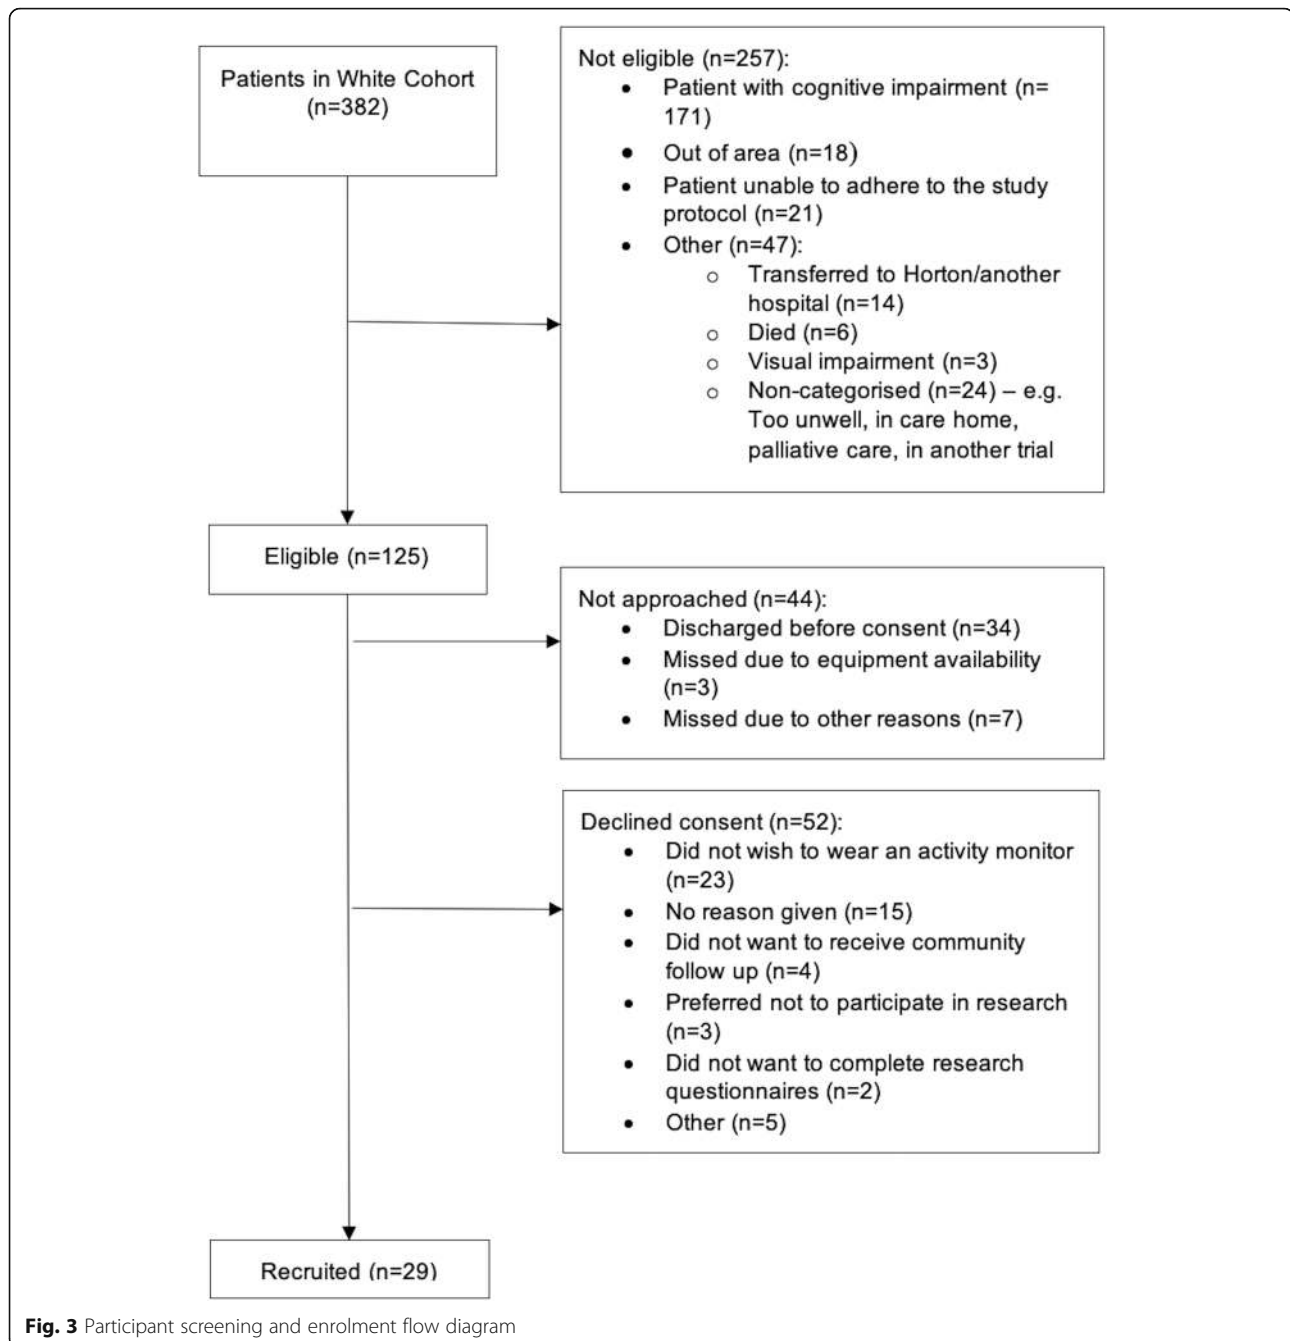 Patients in White Cohort
(n=382)
Not eligible (n=257):
• Patient with cognitive impairment (n=
171)
• Out of area (n=18)
• Patient unable to adhere to the study
protocol (n=21)
• Other (n=47):
o Transferred to Horton/another
hospital (n=14)
o Died (n=6)
o Visual impairment (n=3)
o Non-categorised (n=24) – e.g.
Too unwell, in care home,
palliative care, in another trial
Eligible (n=125)
Not approached (n=44):
• Discharged before consent (n=34)
• Missed due to equipment availability
(n=3)
• Missed due to other reasons (n=7)
Declined consent (n=52):
• Did not wish to wear an activity monitor
(n=23)
• No reason given (n=15)
• Did not want to receive community
follow up (n=4)
• Preferred not to participate in research
(n=3)
• Did not want to complete research
questionnaires (n=2)
• Other (n=5)
Recruited (n=29)
Fig. 3 Participant screening and enrolment flow diagram